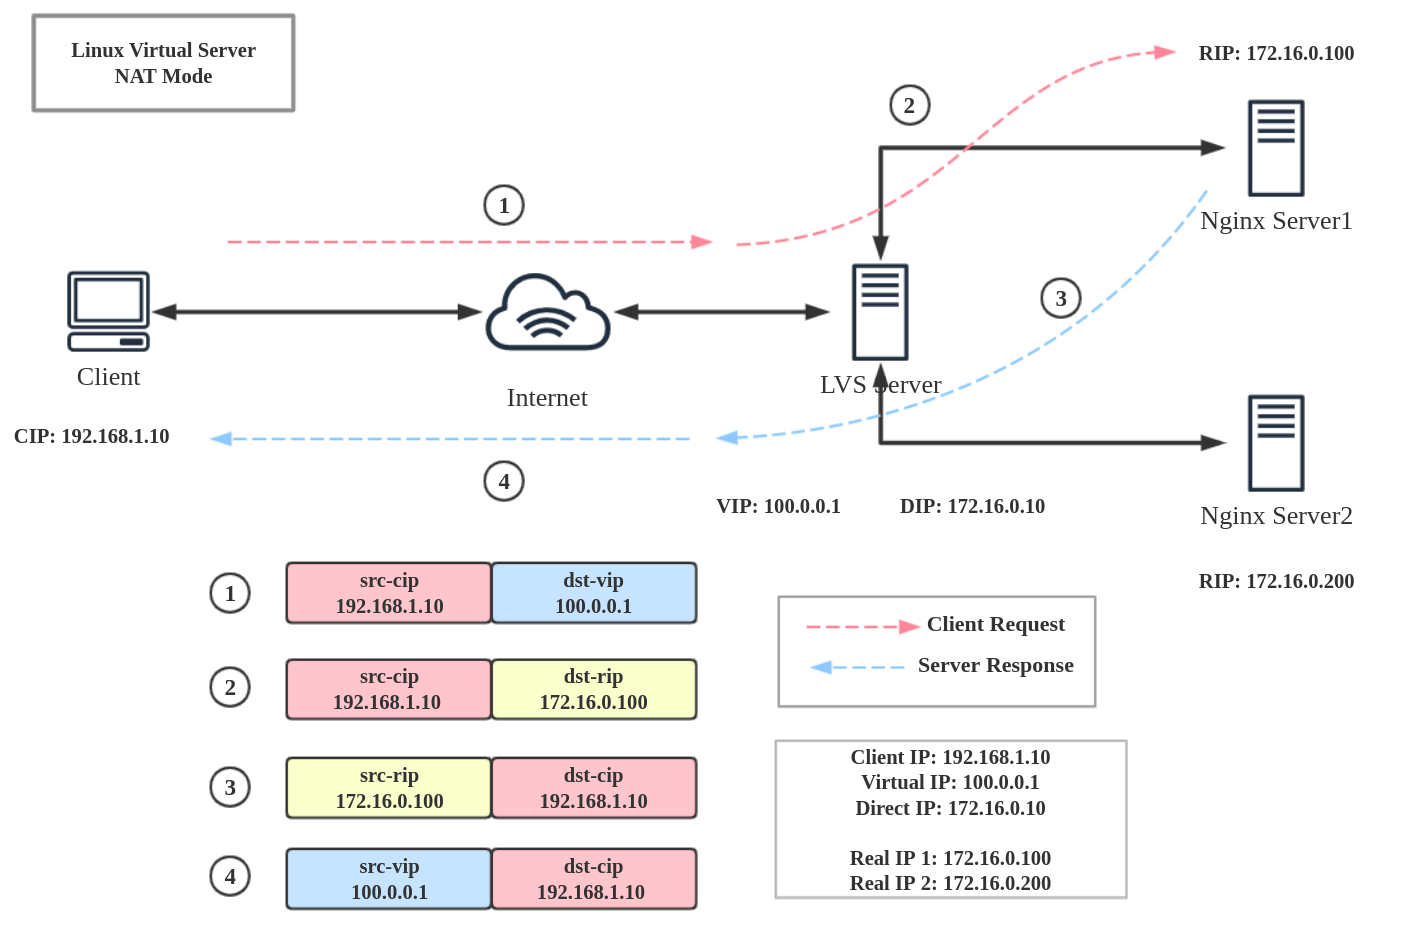 Linux Virtual Server
NAT Mode
RIP: 172.16.0.100
2
1
Nginx Server1
3
Client
Internet
LVS Server
CIP: 192.168.1.10
4
VIP: 100.0.0.1
DIP: 172.16.0.10
Nginx Server2
RIP: 172.16.0.200
1
src-cip
192.168.1.10
dst-vip
100.0.0.1
2
src-cip
192.168.1.10
dst-rip
172.16.0.100
3
src-rip
172.16.0.100
dst-cip
192.168.1.10
4
src-vip
100.0.0.1
dst-cip
192.168.1.10
Client Request
Server Response
Client IP: 192.168.1.10
Virtual IP: 100.0.0.1
Direct IP: 172.16.0.10
Real IP 1: 172.16.0.100
Real IP 2: 172.16.0.200